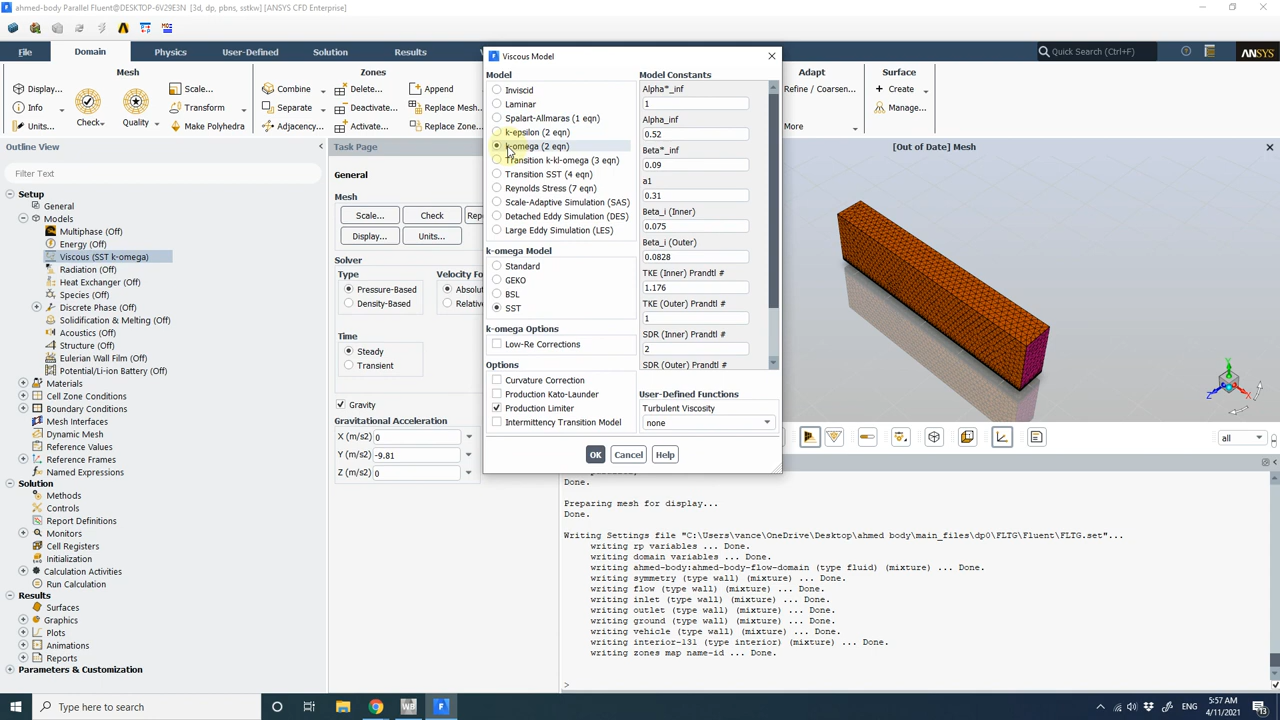 ahmed-body Parallel Fluent@DESKTOP-6V29E3N [3d, dp, pbns, sstkw] [ANSYS CFD Enterprise]
File
Domain
Physics
User-Defined
Solution
Results
Quick Search (Ctrl+F)
ANSYS
Mesh
Zones
Adapt
Surface
Display...
Info
Units...
Check
Quality
Scale...
Transform
Make Polyhedra
Combine
Separate
Adjacency...
Delete...
Deactivate...
Activate...
Append
Replace Mesh...
Replace Zone...
Refine / Coarsen...
More
Create
Manage...
Outline View
Filter Text
Setup
General
Models
Multiphase (Off)
Energy (Off)
Viscous (SST k-omega)
Radiation (Off)
Heat Exchanger (Off)
Species (Off)
Discrete Phase (Off)
Solidification & Melting (Off)
Acoustics (Off)
Structure (Off)
Eulerian Wall Film (Off)
Potential/Li-ion Battery (Off)
Materials
Cell Zone Conditions
Boundary Conditions
Mesh Interfaces
Dynamic Mesh
Reference Values
Reference Frames
Named Expressions
Solution
Methods
Controls
Report Definitions
Monitors
Cell Registers
Initialization
Calculation Activities
Run Calculation
Results
Surfaces
Graphics
Plots
Animations
Reports
Parameters & Customization
Task Page
General
Mesh
Scale...
Check
Display...
Units...
Solver
Type
Pressure-Based
Density-Based
Time
Steady
Transient
Gravity
Gravitational Acceleration
X (m/s2) 0
Y (m/s2) -9.81
Z (m/s2) 0
Viscous Model
Model
Inviscid
Laminar
Spalart-Allmaras (1 eqn)
k-epsilon (2 eqn)
k-omega (2 eqn)
Transition k-kl-omega (3 eqn)
Transition SST (4 eqn)
Reynolds Stress (7 eqn)
Scale-Adaptive Simulation (SAS)
Detached Eddy Simulation (DES)
Large Eddy Simulation (LES)
k-omega Model
Standard
GEKO
BSL
SST
k-omega Options
Low-Re Corrections
Options
Curvature Correction
Production Kato-Launder
Production Limiter
Intermittency Transition Model
Model Constants
Alpha*_inf
1
Alpha_inf
0.52
Beta*_inf
0.09
a1
0.31
Beta_i (Inner)
0.075
Beta_i (Outer)
0.0828
TKE (Inner) Prandtl #
1.176
TKE (Outer) Prandtl #
1
SDR (Inner) Prandtl #
2
SDR (Outer) Prandtl #
User-Defined Functions
Turbulent Viscosity
none
OK
Cancel
Help
[Out of Date] Mesh
all
Done.
Preparing mesh for display...
Done.
Writing Settings file "C:\Users\vance\OneDrive\Desktop\ahmed body\main_files\dp0\FLTG\Fluent\FLTG.set"...
writing rp variables ... Done.
writing domain variables ... Done.
writing ahmed-body:ahmed-body-flow-domain (type fluid) (mixture) ... Done.
writing symmetry (type wall) (mixture) ... Done.
writing flow (type wall) (mixture) ... Done.
writing inlet (type wall) (mixture) ... Done.
writing outlet (type wall) (mixture) ... Done.
writing ground (type wall) (mixture) ... Done.
writing vehicle (type wall) (mixture) ... Done.
writing interior-131 (type interior) (mixture) ... Done.
writing zones map name-id ... Done.
>
Type here to search
ENG
5:57 AM
4/11/2021